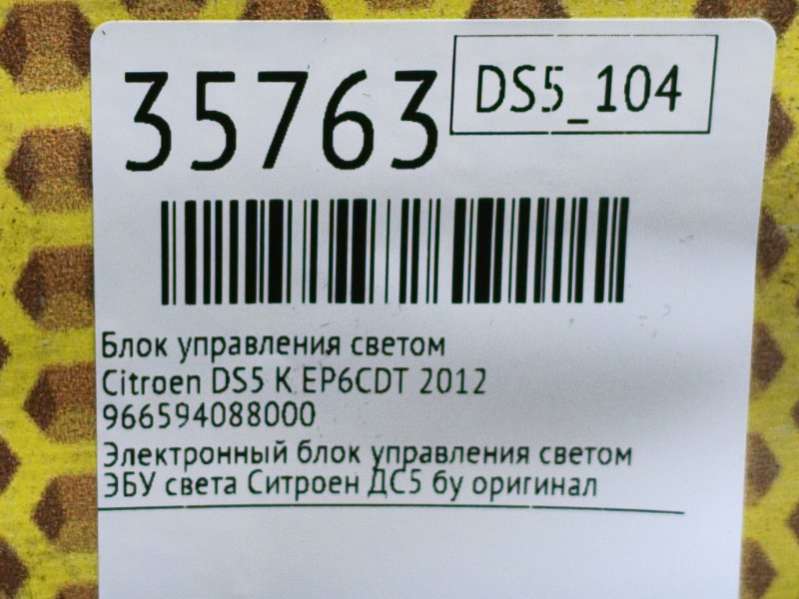 35763
DS5_104
Блок управления светом
Citroen DS5 K EP6CDT 2012
966594088000
Электронный блок управления светом
ЭБУ света Ситроен ДС5 бу оригинал